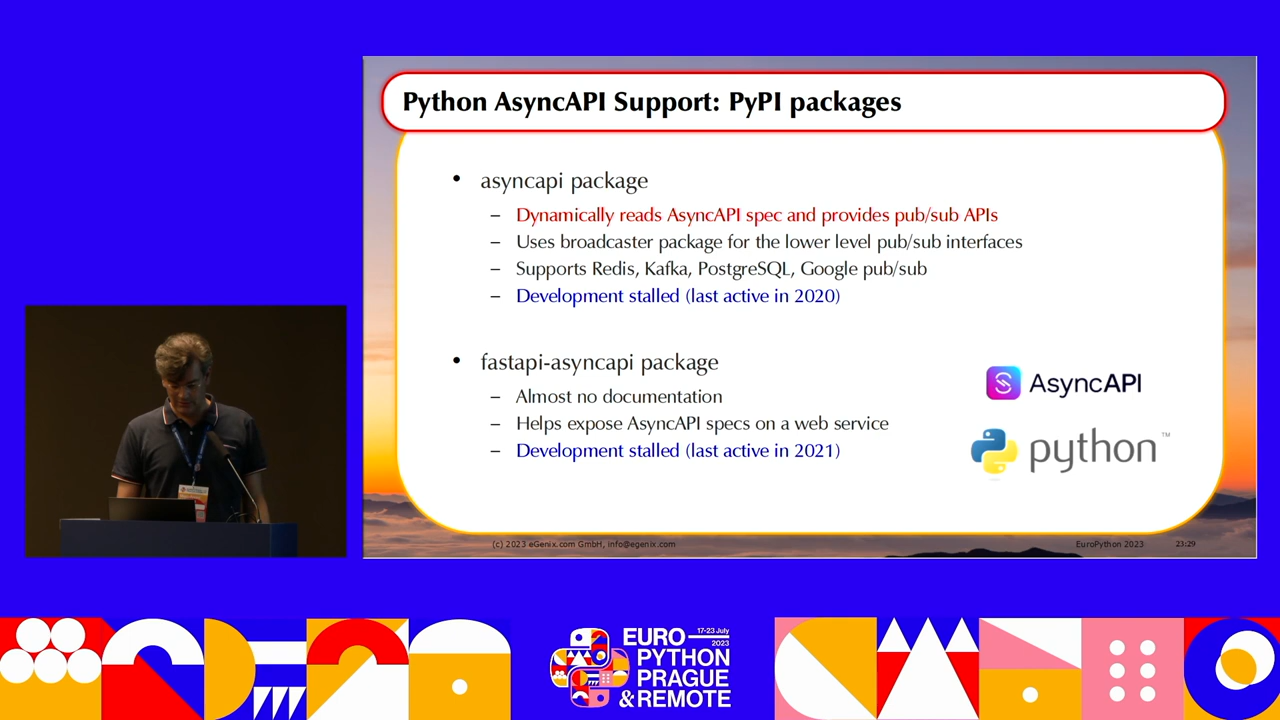 Python AsyncAPI Support: PyPI packages
• asyncapi package
– Dynamically reads AsyncAPI spec and provides pub/sub APIs
– Uses broadcaster package for the lower level pub/sub interfaces
– Supports Redis, Kafka, PostgreSQL, Google pub/sub
– Development stalled (last active in 2020)
• fastapi-asyncapi package
– Almost no documentation
– Helps expose AsyncAPI specs on a web service
– Development stalled (last active in 2021)
AsyncAPI
python™
(c) 2023 eGenix.com GmbH, info@egenix.com
EuroPython 2023
23:29
17-23 July
2023
EURO
PYTHON
PRAGUE
& REMOTE